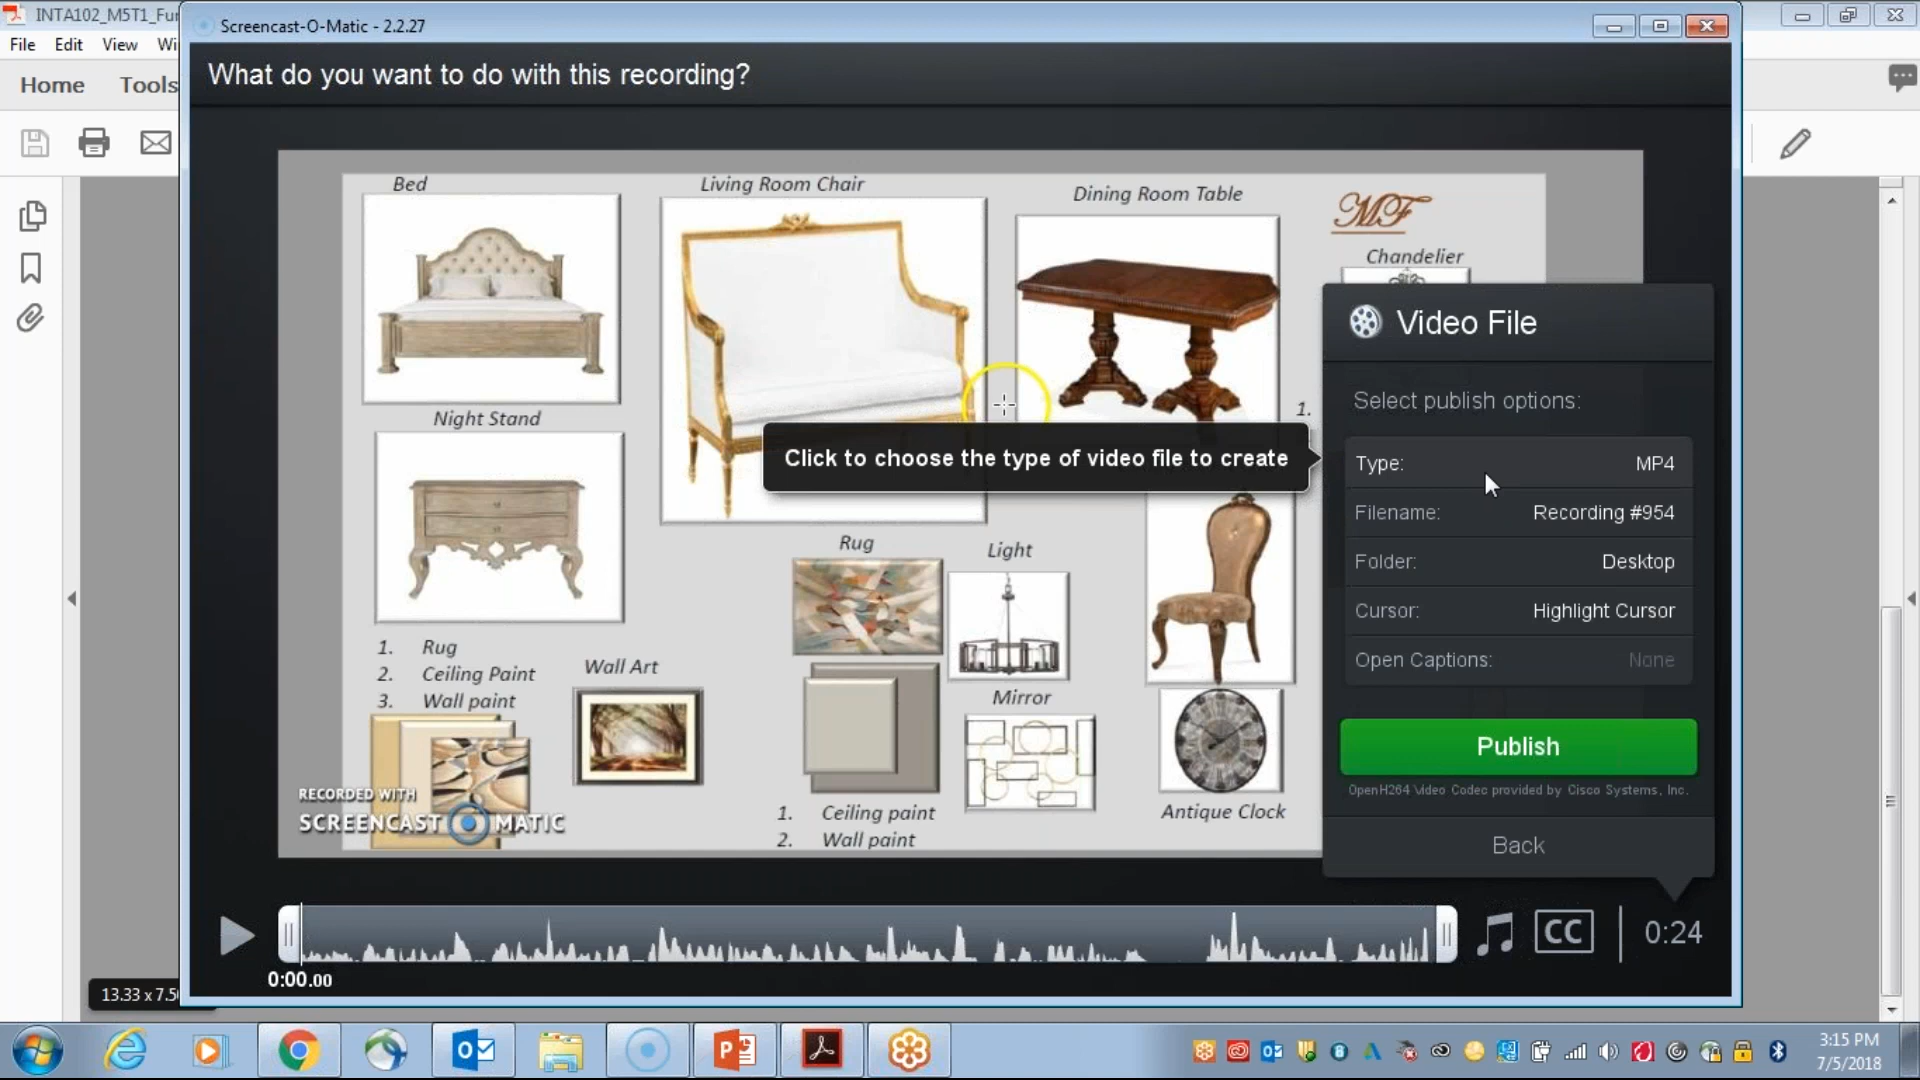 INTA102_M5T1_Fur
Screencast-O-Matic - 2.2.27
File Edit View Wi
Home Tools
What do you want to do with this recording?
Bed
Living Room Chair
Dining Room Table
MF
Chandelier
Night Stand
1.
Click to choose the type of video file to create
Video File
Select publish options:
Type: MP4
Filename: Recording #954
Folder: Desktop
Cursor: Highlight Cursor
Open Captions: None
Publish
OpenH264 Video Codec provided by Cisco Systems, Inc.
Back
Rug
Light
Mirror
1. Rug
2. Ceiling Paint
3. Wall paint
Wall Art
1. Ceiling paint
2. Wall paint
Antique Clock
RECORDED WITH
SCREENCAST MATIC
CC
0:24
0:00.00
13.33 x 7.50
3:15 PM
7/5/2018